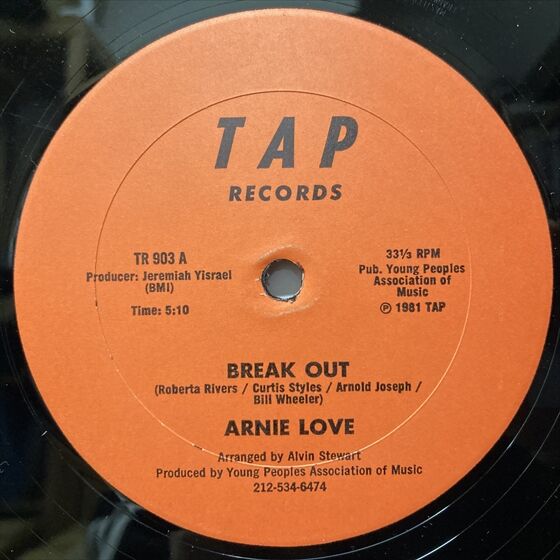 TAP
RECORDS
TR 903 A
Producer: Jeremiah Yisrael
(BMI)
Time: 5:10
33⅓ RPM
Pub. Young Peoples
Association of
Music
℗ 1981 TAP
BREAK OUT
(Roberta Rivers / Curtis Styles / Arnold Joseph /
Bill Wheeler)
ARNIE LOVE
Arranged by Alvin Stewart
Produced by Young Peoples Association of Music
212-534-6474